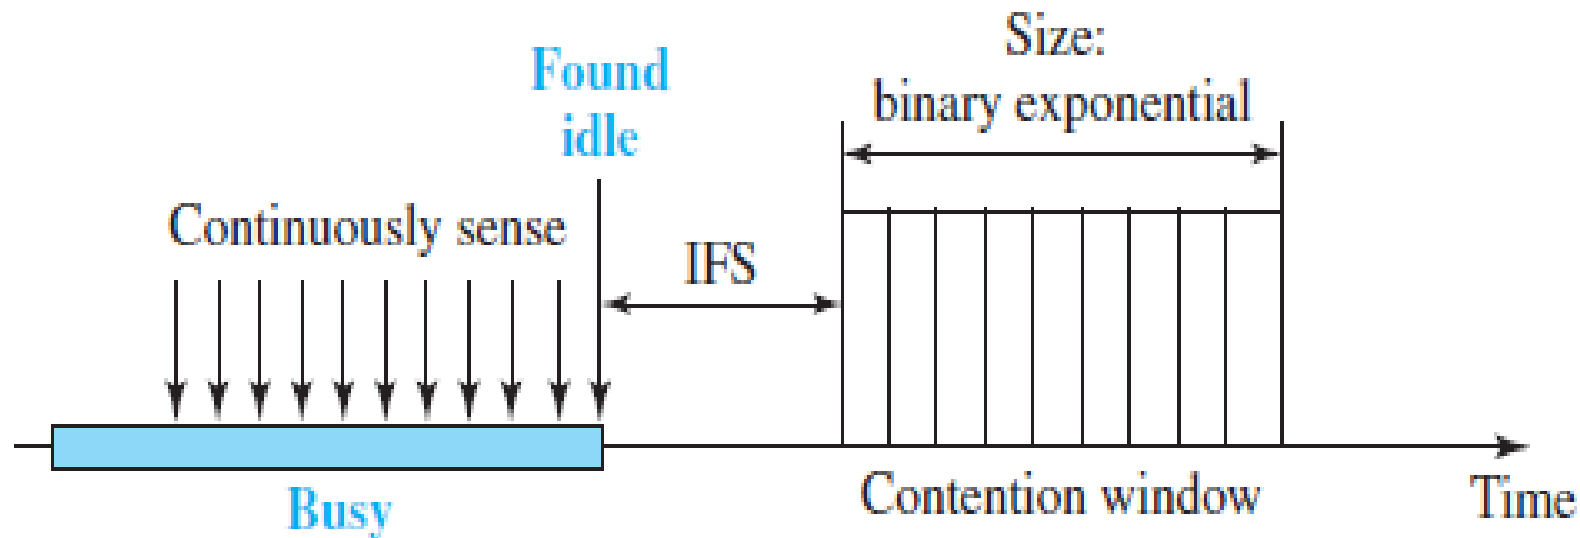 Size:
binary exponential
Found
idle
Continuously sense
IFS
Busy
Contention window
Time